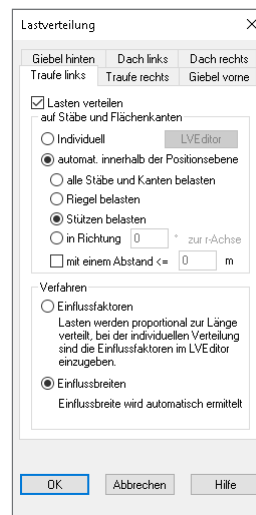 Lastverteilung
Giebel hinten Dach links Dach rechts
Traufe links Traufe rechts Giebel vorne
Lasten verteilen
auf Stäbe und Flächenkanten
Individuell LVEditor
automat. innerhalb der Positionsebene
alle Stäbe und Kanten belasten
Riegel belasten
Stützen belasten
in Richtung 0 ° zur r-Achse
mit einem Abstand <= 0 m
Verfahren
Einflussfaktoren
Lasten werden proportional zur Länge
verteilt, bei der individuellen Verteilung
sind die Einflussfaktoren im LVEditor
einzugeben.
Einflussbreiten
Einflussbreite wird automatisch ermittelt
OK Abbrechen Hilfe